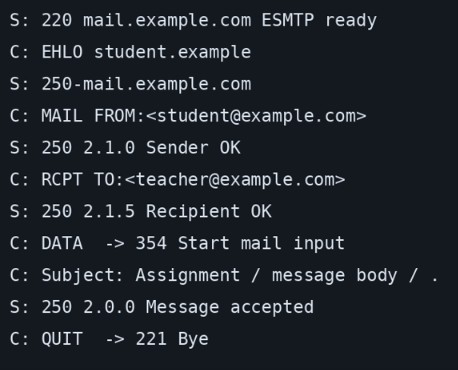 S: 220 mail.example.com ESMTP ready
C: EHLO student.example
S: 250-mail.example.com
C: MAIL FROM:<student@example.com>
S: 250 2.1.0 Sender OK
C: RCPT TO:<teacher@example.com>
S: 250 2.1.5 Recipient OK
C: DATA  -> 354 Start mail input
C: Subject: Assignment / message body / .
S: 250 2.0.0 Message accepted
C: QUIT  -> 221 Bye